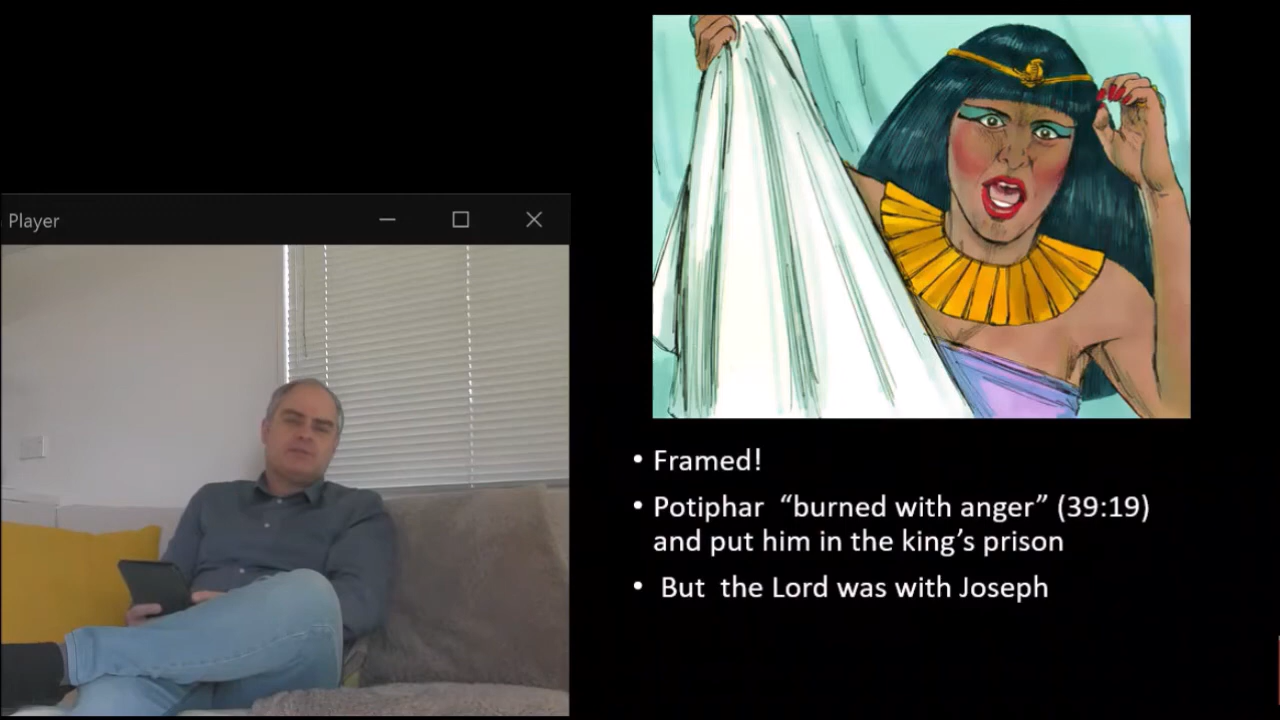 Player
• Framed!
• Potiphar “burned with anger” (39:19)
and put him in the king’s prison
• But the Lord was with Joseph